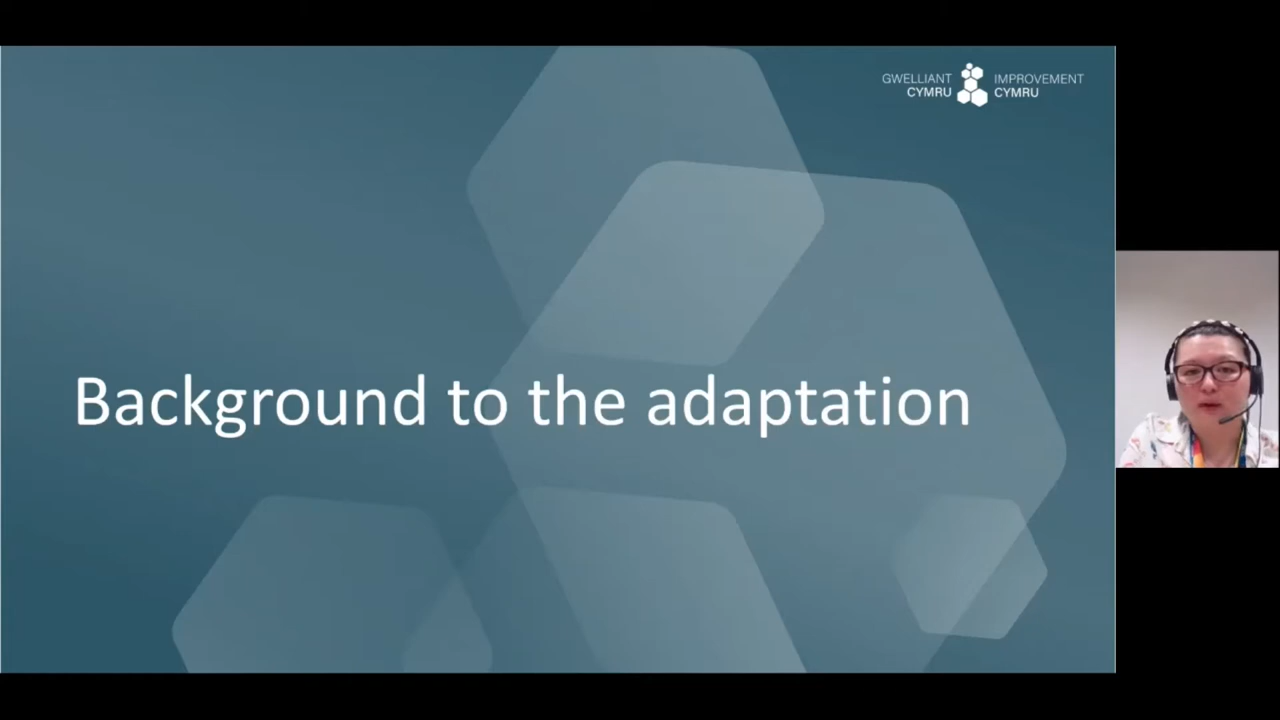 GWELLIANT CYMRU
IMPROVEMENT CYMRU
Background to the adaptation